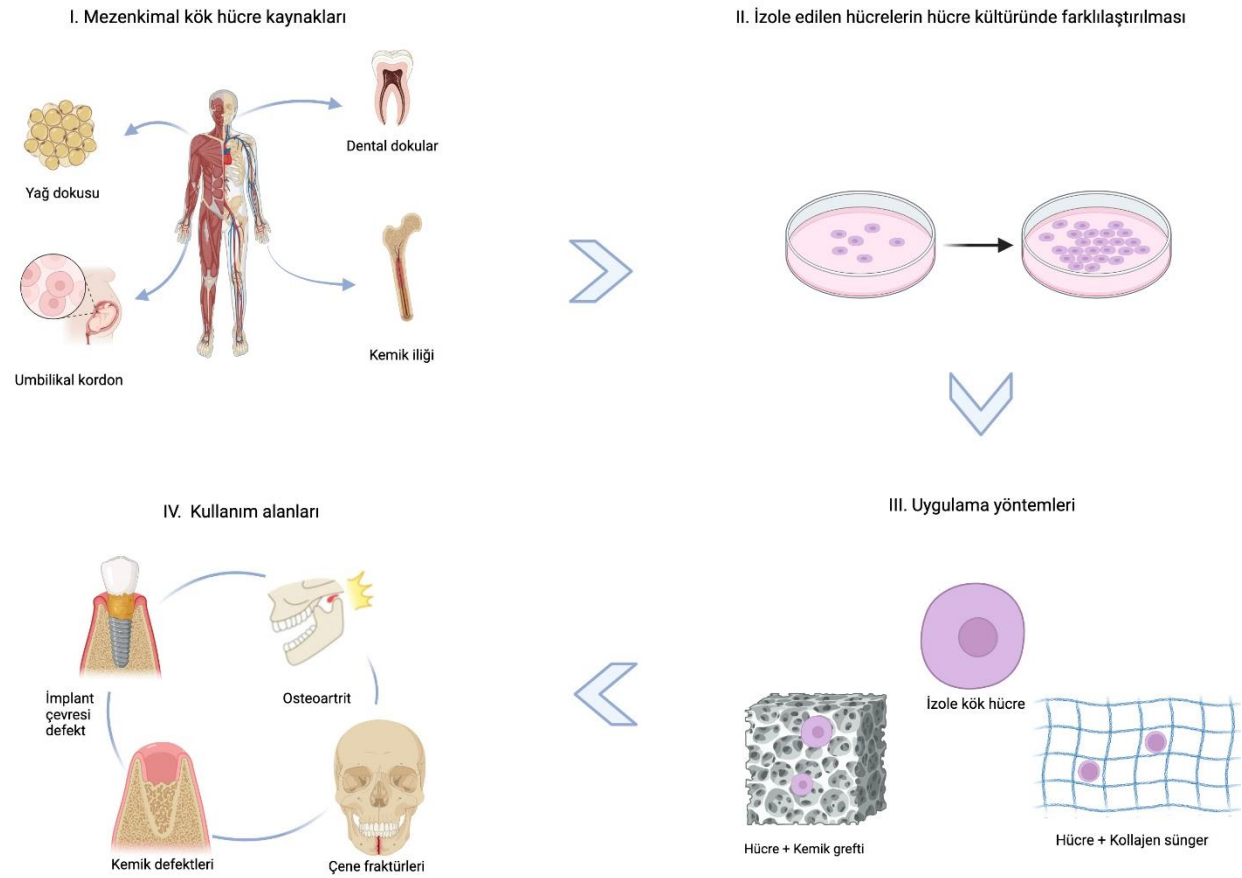 I. Mezenkimal kök hücre kaynakları
Yağ dokusu
Dental dokular
Umbilikal kordon
Kemik iliği
II. İzole edilen hücrelerin hücre kültüründe farklılaştırılması
III. Uygulama yöntemleri
İzole kök hücre
Hücre + Kemik grefti
Hücre + Kollajen sünger
IV. Kullanım alanları
İmplant
çevresi
defekt
Osteoartrit
Kemik defektleri
Çene fraktürleri